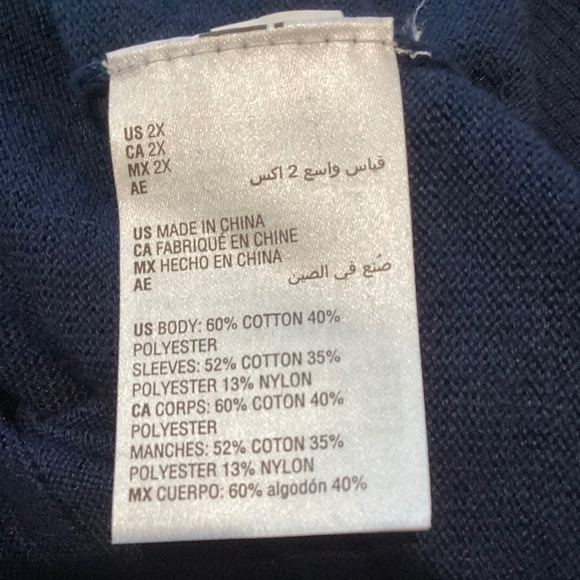 US 2X
CA 2X
MX 2X
AE قياس واسع 2 اكس
US MADE IN CHINA
CA FABRIQUÉ EN CHINE
MX HECHO EN CHINA
AE صُنع في الصين
US BODY: 60% COTTON 40%
POLYESTER
SLEEVES: 52% COTTON 35%
POLYESTER 13% NYLON
CA CORPS: 60% COTON 40%
POLYESTER
MANCHES: 52% COTON 35%
POLYESTER 13% NYLON
MX CUERPO: 60% algodón 40%